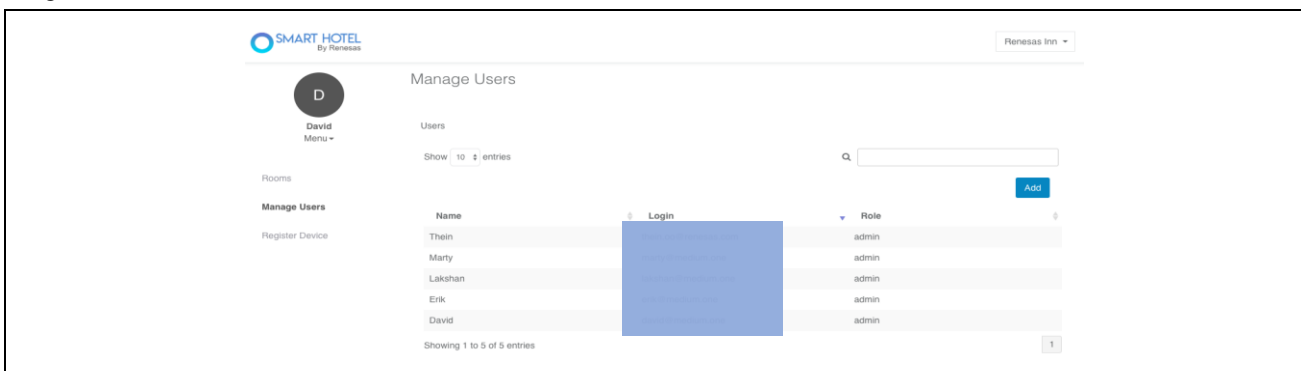 SMART HOTEL
By Renesas
Renesas Inn
D
David
Menu
Rooms
Manage Users
Register Device
Manage Users
Users
Show 10 entries
Add
Name Login Role
Thein admin
Marty admin
Lakshan admin
Erik admin
David admin
Showing 1 to 5 of 5 entries
1